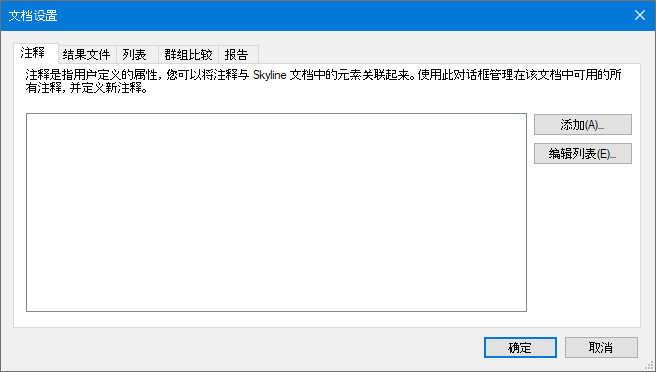 文档设置
注释
结果文件
列表
群组比较
报告
注释是指用户定义的属性，您可以将注释与 Skyline 文档中的元素关联起来。使用此对话框管理在该文档中可用的所
有注释，并定义新注释。
添加(A)...
编辑列表(E)...
确定
取消